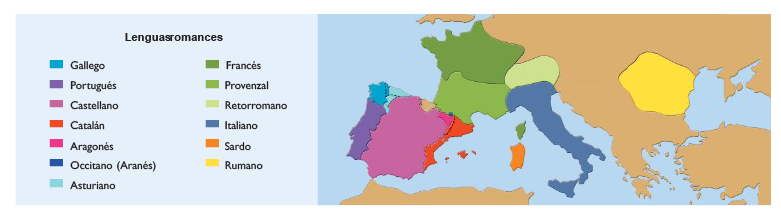 Lenguasromances
Gallego
Portugués
Castellano
Catalán
Aragonés
Occitano (Aranés)
Asturiano
Francés
Provenzal
Retorromano
Italiano
Sardo
Rumano